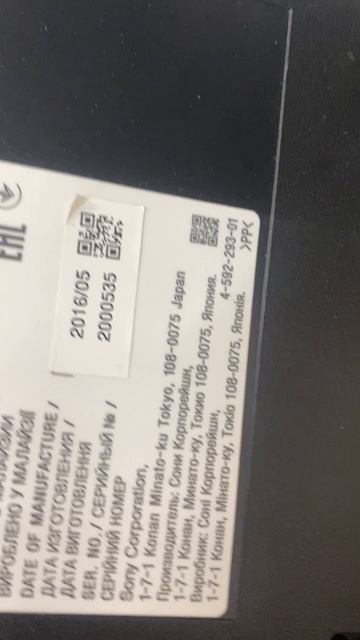 EAC
ВИРОБЛЕНО У МАЛАЙЗІЇ
DATE OF MANUFACTURE /
ДАТА ИЗГОТОВЛЕНИЯ /
ДАТА ВИГОТОВЛЕННЯ
2016/05
SER. NO. / СЕРИЙНЫЙ № /
СЕРІЙНИЙ НОМЕР
2000535
Sony Corporation,
1-7-1 Konan Minato-ku Tokyo, 108-0075 Japan
Производитель: Сони Корпорейшн,
1-7-1 Конан, Минато-ку, Токио 108-0075, Япония.
Виробник: Соні Корпорейшн,
1-7-1 Конан, Мінато-ку, Токіо 108-0075, Японія.
4-592-293-01
>PP<